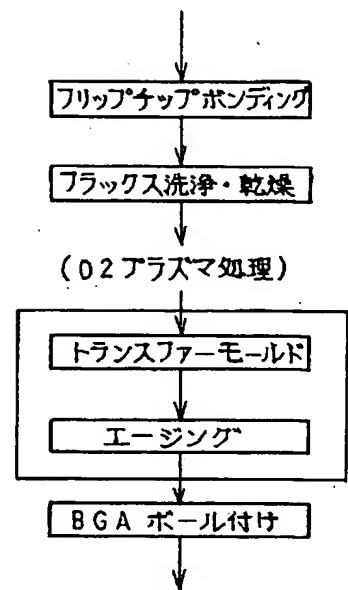 フリップチップボンディング
フラックス洗浄・乾燥
(O2プラズマ処理)
トランスファーモールド
エージング
BGA ボール付け